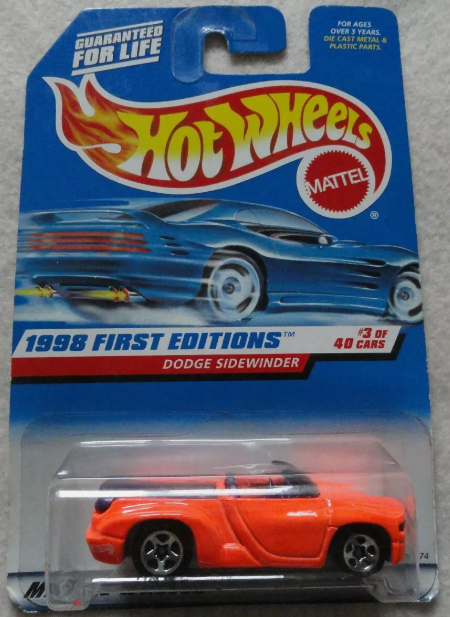 GUARANTEED
FOR LIFE
FOR AGES
OVER 3 YEARS.
DIE CAST METAL &
PLASTIC PARTS.
HOT WHEELS
MATTEL
®
1998 FIRST EDITIONS™
#3 OF
40 CARS
DODGE SIDEWINDER
74